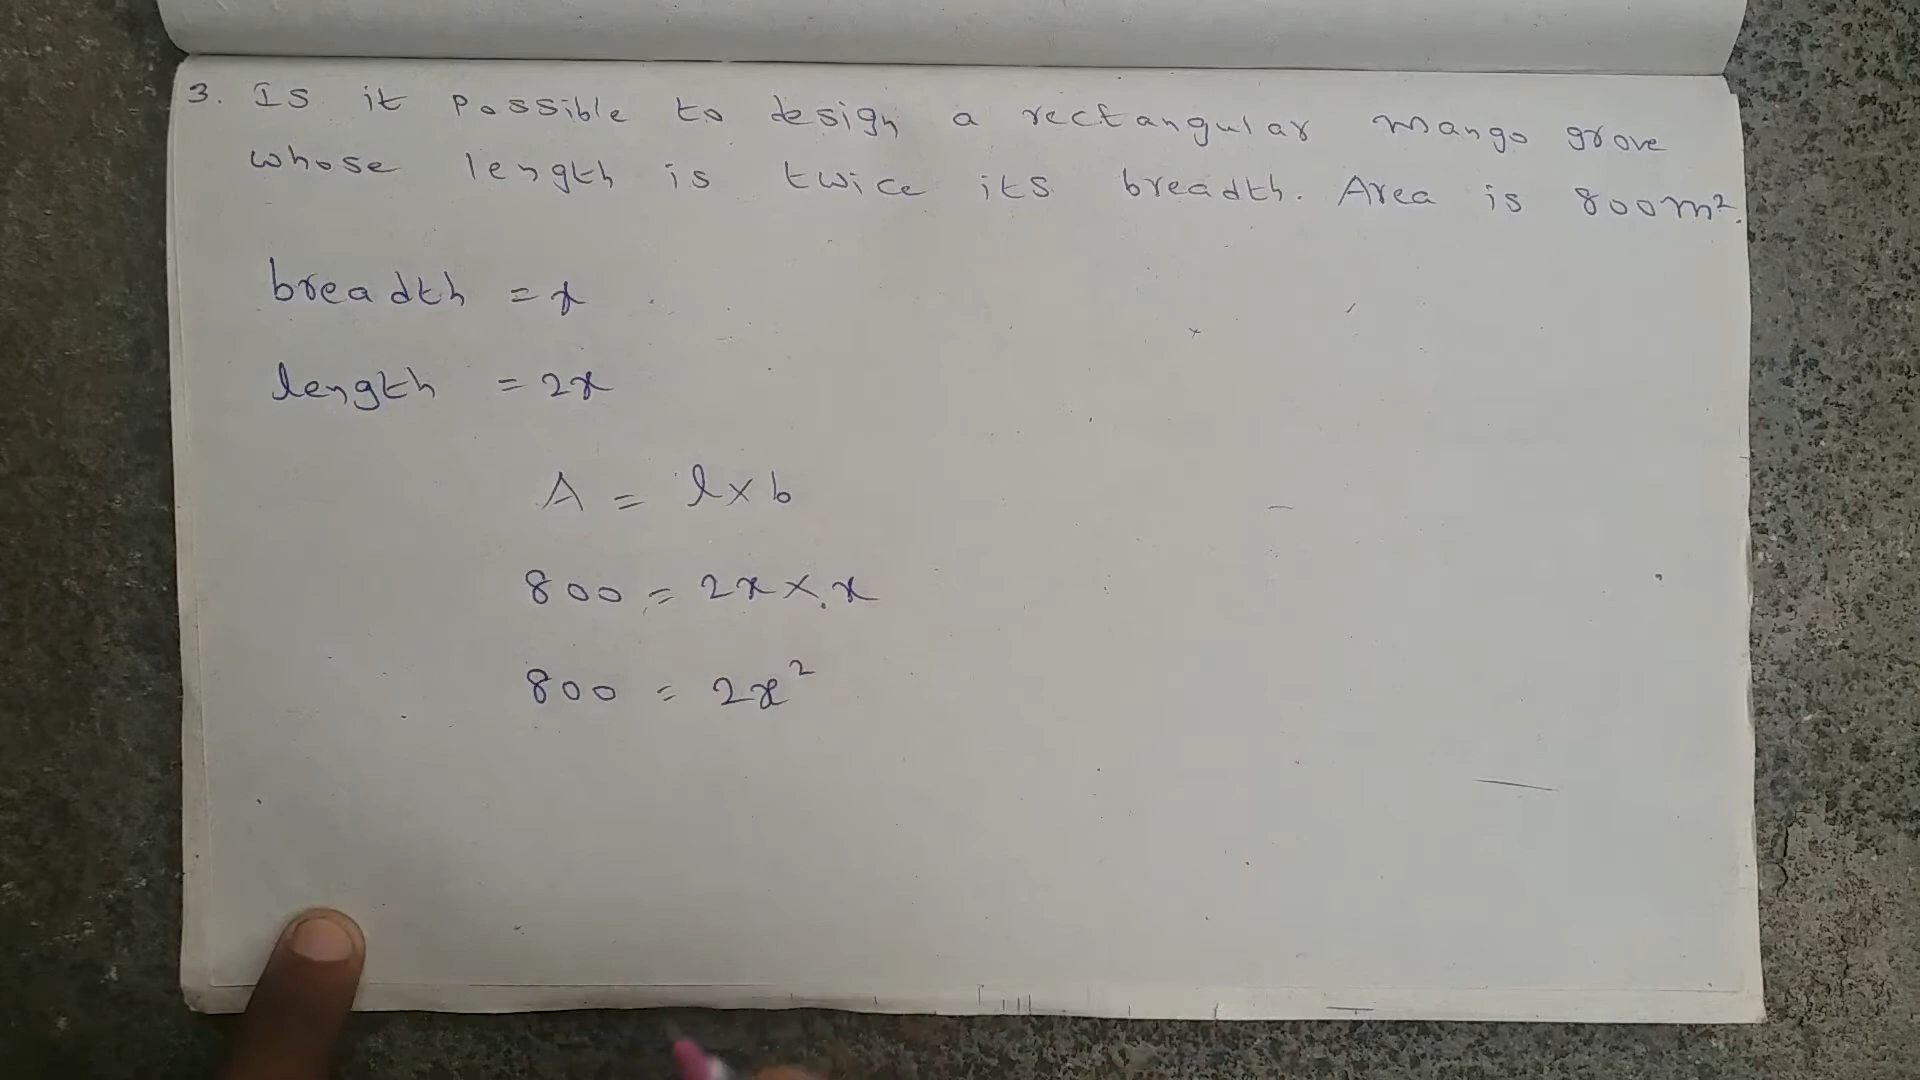 3. Is it possible to design a rectangular mango grove
whose length is twice its breadth. Area is 800m².
breadth = x
length = 2x
A = l×b
800 = 2x × x
800 = 2x²